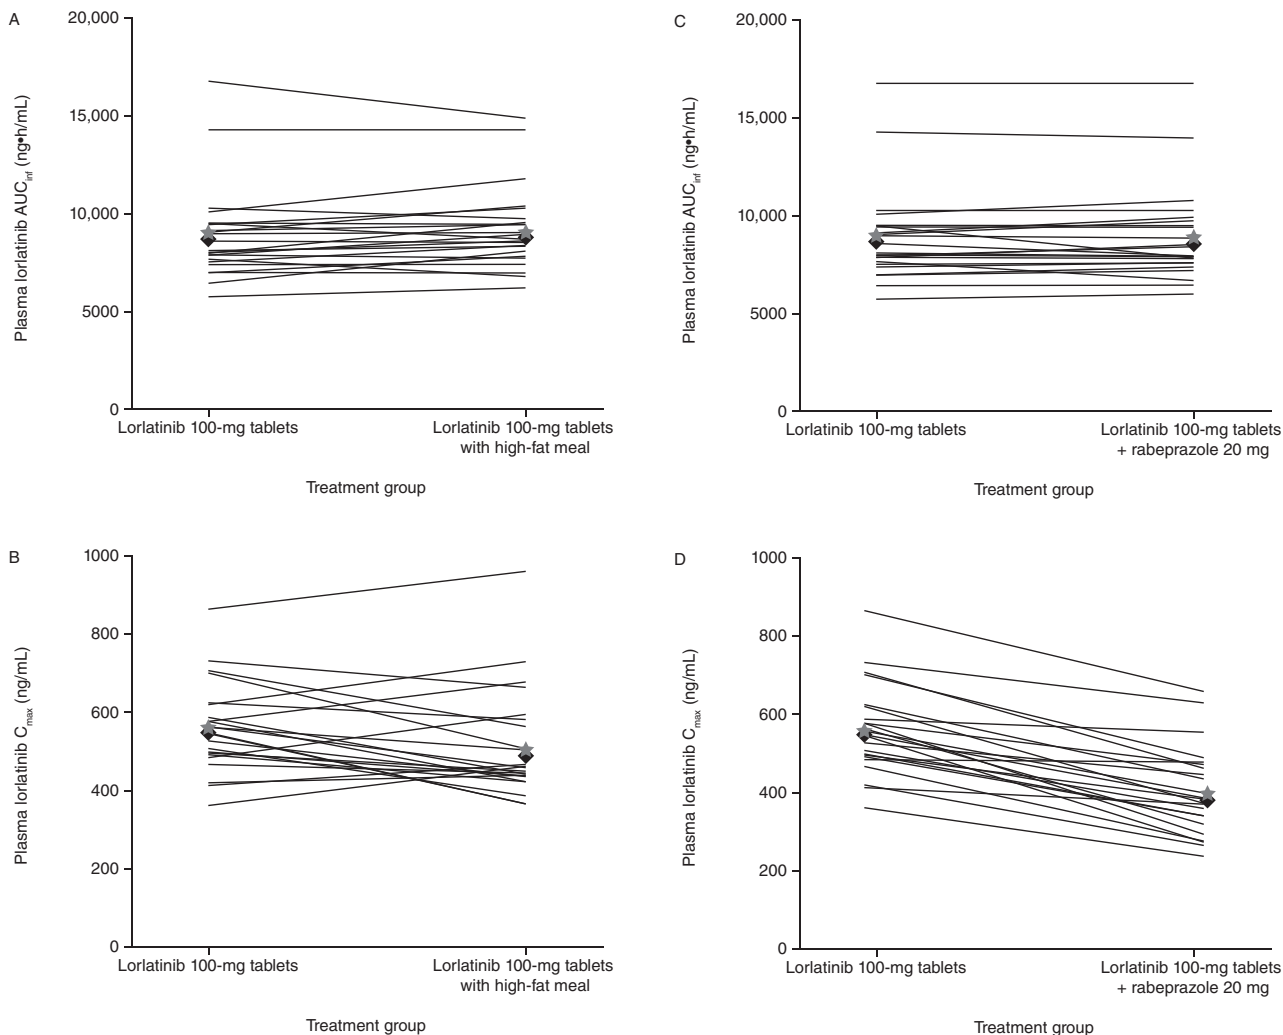 A
Plasma lorlatinib AUCinf (ng•h/mL)
20,000
15,000
10,000
5000
0
Lorlatinib 100-mg tablets
Lorlatinib 100-mg tablets
with high-fat meal
Treatment group
C
Plasma lorlatinib AUCinf (ng•h/mL)
20,000
15,000
10,000
5000
0
Lorlatinib 100-mg tablets
Lorlatinib 100-mg tablets
+ rabeprazole 20 mg
Treatment group
B
Plasma lorlatinib Cmax (ng/mL)
1000
800
600
400
200
0
Lorlatinib 100-mg tablets
Lorlatinib 100-mg tablets
with high-fat meal
Treatment group
D
Plasma lorlatinib Cmax (ng/mL)
1000
800
600
400
200
0
Lorlatinib 100-mg tablets
Lorlatinib 100-mg tablets
+ rabeprazole 20 mg
Treatment group